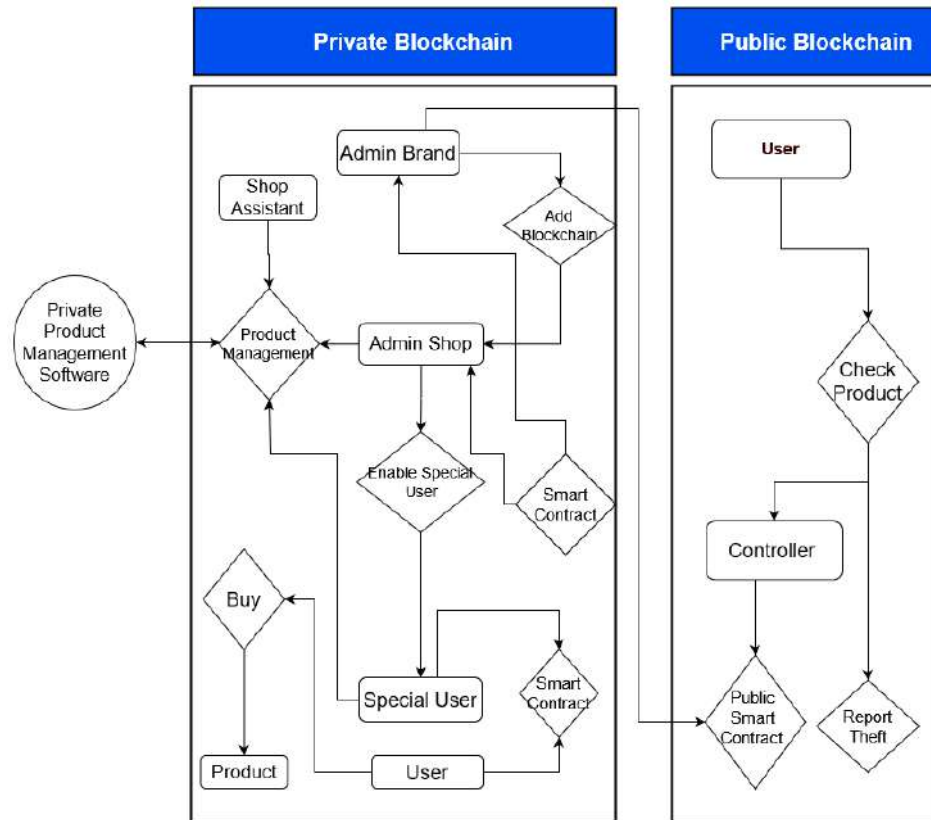 Private Blockchain
Public Blockchain
Admin Brand
User
Shop
Assistant
Add
Blockchain
Private
Product
Management
Software
Product
Management
Admin Shop
Check
Product
Enable Special
User
Smart
Contract
Controller
Buy
Special User
Smart
Contract
Public
Smart
Contract
Report
Theft
Product
User